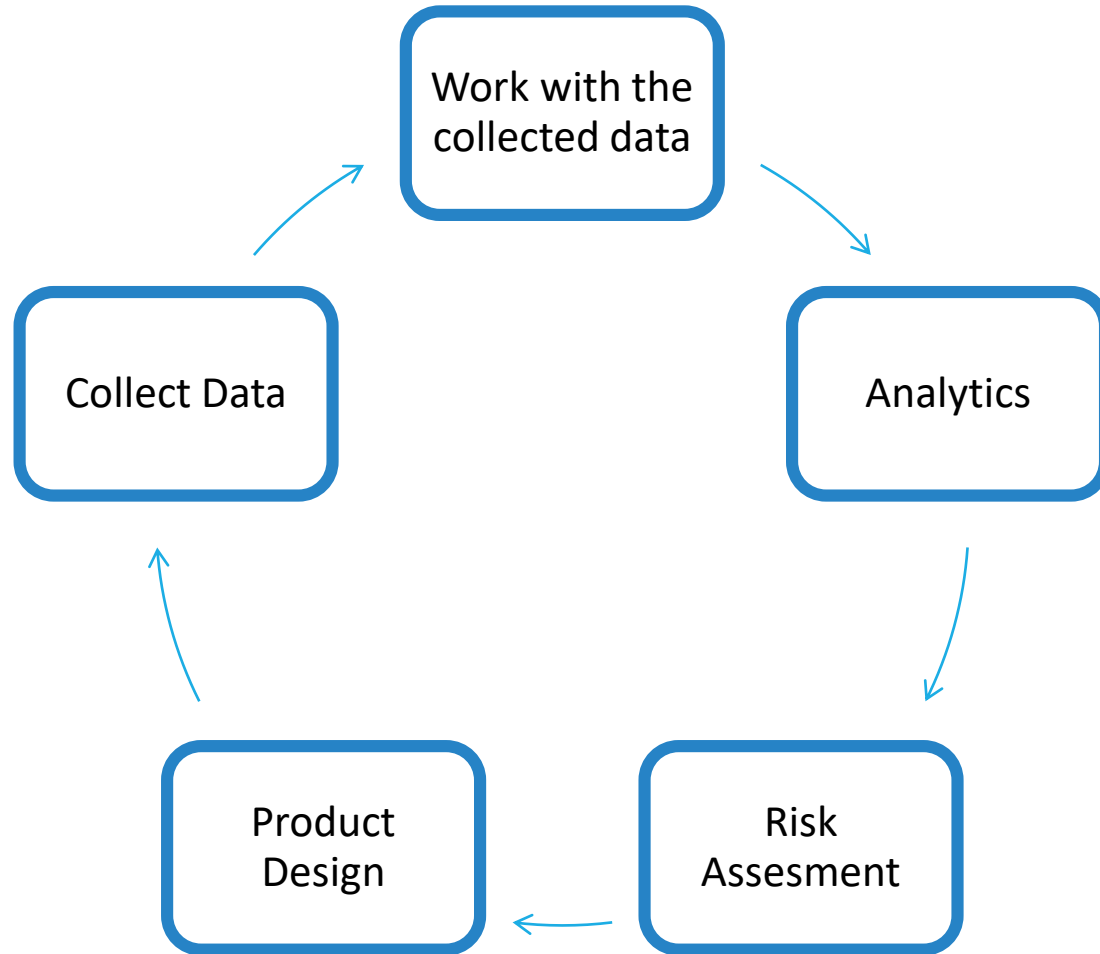 Work with the
collected data
Analytics
Risk
Assesment
Product
Design
Collect Data